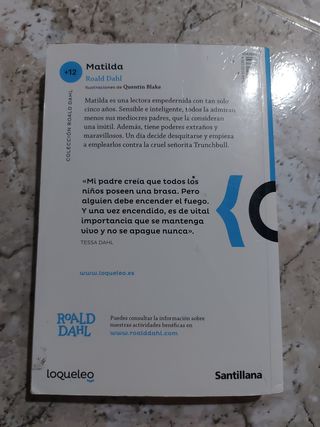 +12
Matilda
Roald Dahl
Ilustraciones de Quentin Blake
COLECCIÓN ROALD DAHL
Matilda es una lectora empedernida con tan solo
cinco años. Sensible e inteligente, todos la admiran
menos sus mediocres padres, que la consideran
una inútil. Además, tiene poderes extraños y
maravillosos. Un día decide desquitarse y empieza
a emplearlos contra la cruel señorita Trunchbull.
«Mi padre creía que todos los
niños poseen una brasa. Pero
alguien debe encender el fuego.
Y una vez encendido, es de vital
importancia que se mantenga
vivo y no se apague nunca».
TESSA DAHL
www.loqueleo.es
ROALD
DAHL
Puedes consultar la información sobre
nuestras actividades benéficas en
www.roalddahl.com
loqueleo
Santillana